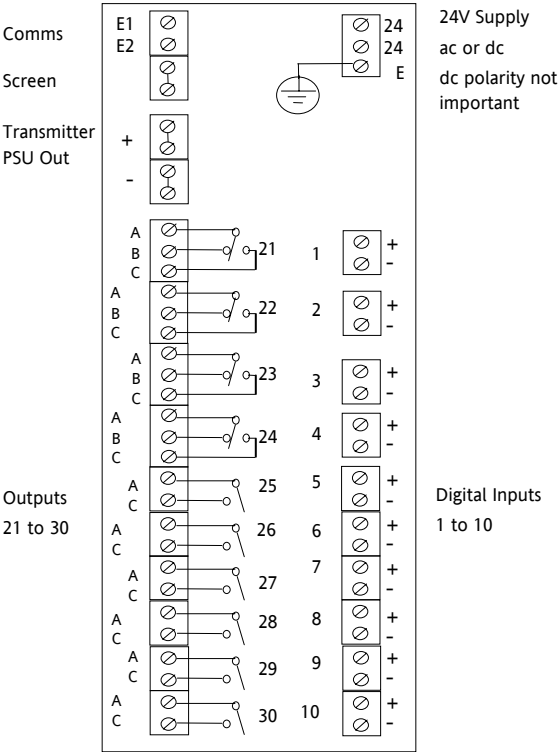 Comms
E1
E2
Screen
Transmitter
PSU Out
+
-
24
24
E
24V Supply
ac or dc
dc polarity not
important
A
B
C
21
1
+
-
A
B
C
22
2
+
-
A
B
C
23
3
+
-
A
B
C
24
4
+
-
Outputs
21 to 30
A
C
25
5
+
-
Digital Inputs
1 to 10
A
C
26
6
+
-
A
C
27
7
+
-
A
C
28
8
+
-
A
C
29
9
+
-
A
C
30
10
+
-